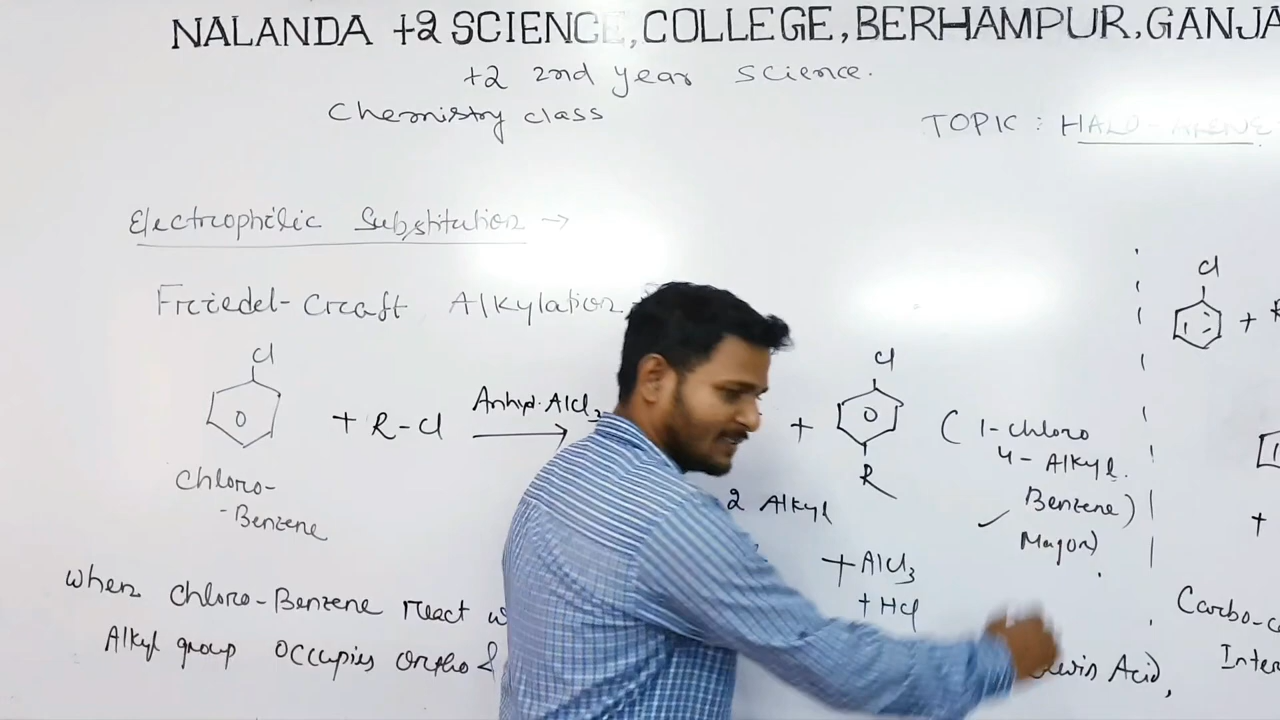 NALANDA +2 SCIENCE, COLLEGE, BERHAMPUR, GANJA
+2 2nd year Science.
Chemistry class
TOPIC : HALO-ARENE
Electrophilic Substitution →
Friedel-Craft Alkylation
Cl
+ R-Cl
Anhyd. AlCl3
Chloro-
-Benzene
+
Cl
R
(1-chloro
4-Alkyl.
Benzene)
Major)
2 Alkyl
+ AlCl3
+ HCl
Cl
+
+
when chloro-Benzene react
Alkyl group occupies ortho &
Lewis Acid,